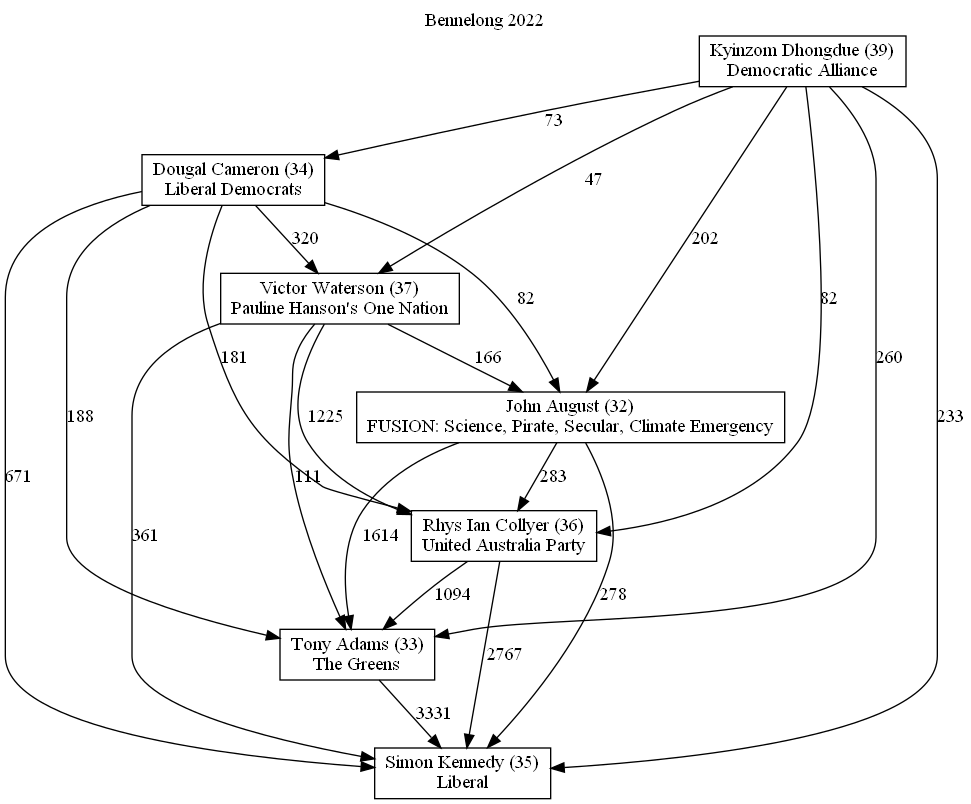 Bennelong 2022
Kyinzom Dhongdue (39)
Democratic Alliance
73
Dougal Cameron (34)
Liberal Democrats
47
320
202
Victor Waterson (37)
Pauline Hanson's One Nation
82
82
181
166
260
John August (32)
FUSION: Science, Pirate, Secular, Climate Emergency
188
1225
233
671
111
283
Rhys Ian Collyer (36)
United Australia Party
361
1614
1094
278
Tony Adams (33)
The Greens
2767
3331
Simon Kennedy (35)
Liberal